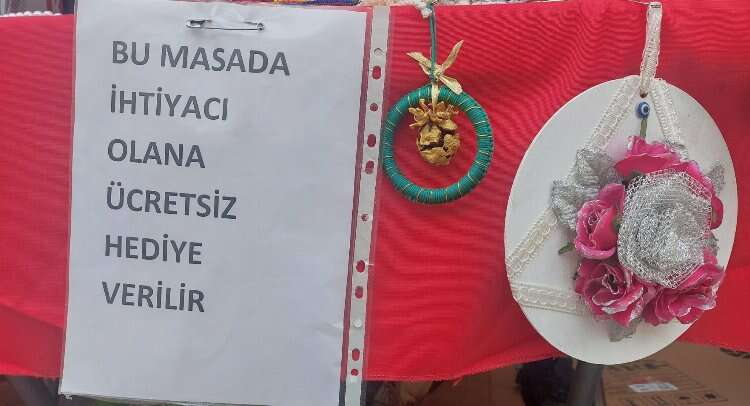 BU MASADA
İHTİYACI
OLANA
ÜCRETSİZ
HEDİYE
VERİLİR